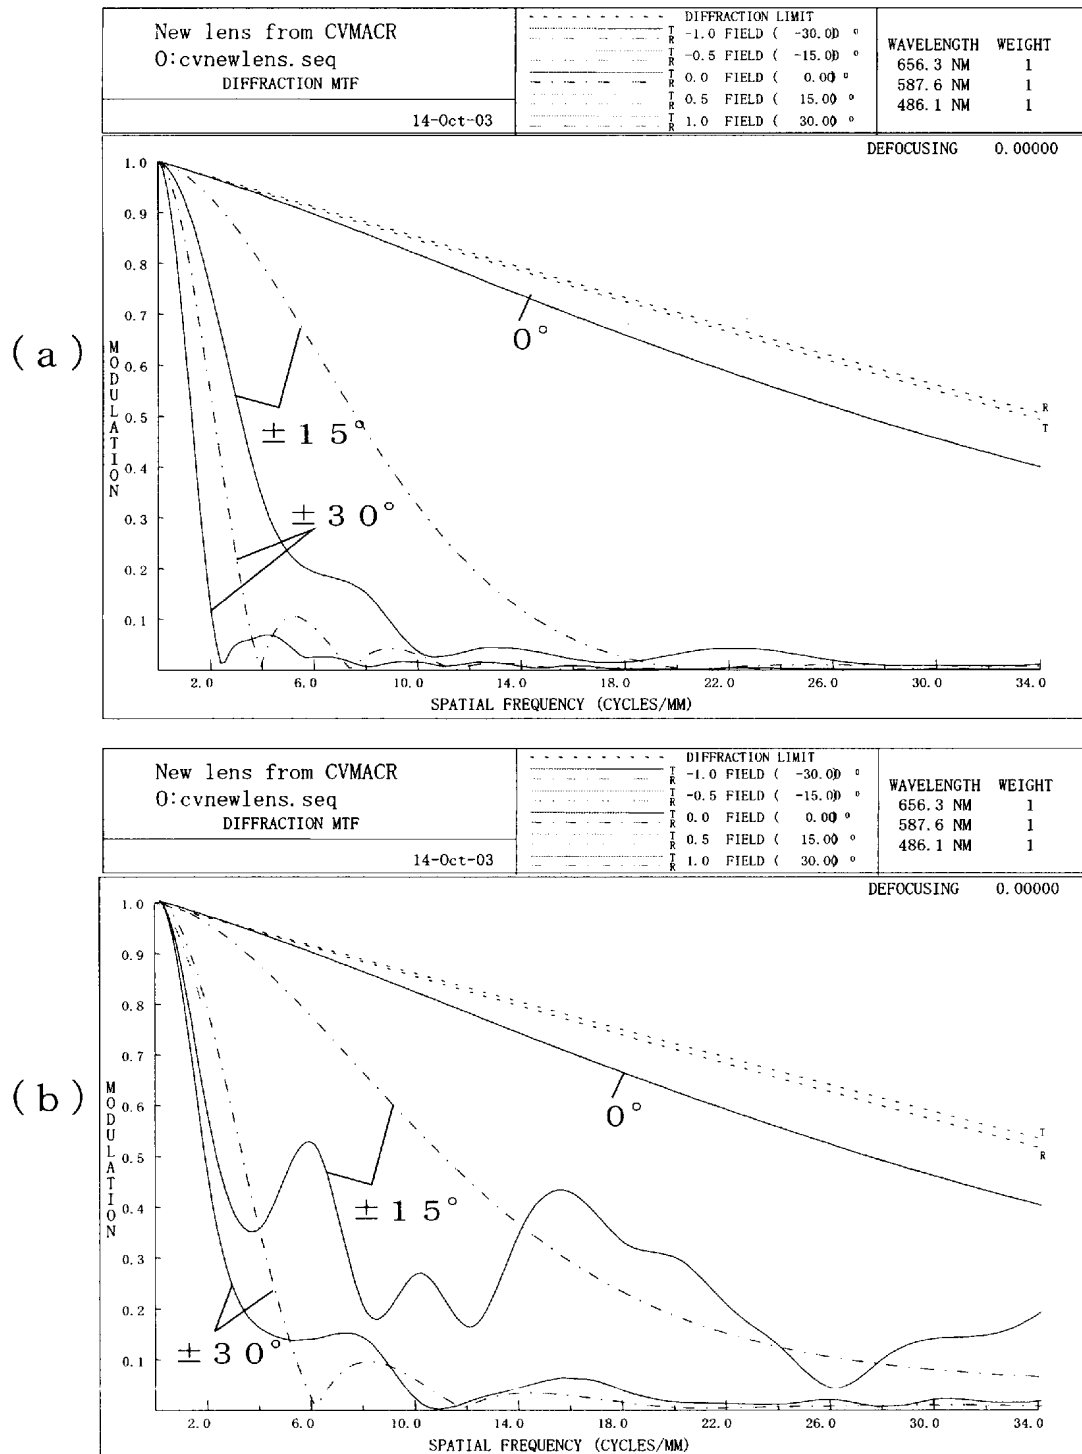 (a)
New lens from CVMACR
O:cvnewlens.seq
DIFFRACTION MTF
14-Oct-03
DIFFRACTION LIMIT
T
R -1.0 FIELD ( -30.00 °
T
R -0.5 FIELD ( -15.00 °
T
R 0.0 FIELD ( 0.00 °
T
R 0.5 FIELD ( 15.00 °
T
R 1.0 FIELD ( 30.00 °
WAVELENGTH WEIGHT
656.3 NM 1
587.6 NM 1
486.1 NM 1
DEFOCUSING 0.00000
MODULATION
1.0
0.9
0.8
0.7
0.6
0.5
0.4
0.3
0.2
0.1
0°
±15°
±30°
R
T
2.0 6.0 10.0 14.0 18.0 22.0 26.0 30.0 34.0
SPATIAL FREQUENCY (CYCLES/MM)
(b)
New lens from CVMACR
O:cvnewlens.seq
DIFFRACTION MTF
14-Oct-03
DIFFRACTION LIMIT
T
R -1.0 FIELD ( -30.00 °
T
R -0.5 FIELD ( -15.00 °
T
R 0.0 FIELD ( 0.00 °
T
R 0.5 FIELD ( 15.00 °
T
R 1.0 FIELD ( 30.00 °
WAVELENGTH WEIGHT
656.3 NM 1
587.6 NM 1
486.1 NM 1
DEFOCUSING 0.00000
MODULATION
1.0
0.9
0.8
0.7
0.6
0.5
0.4
0.3
0.2
0.1
0°
±15°
±30°
T
R
2.0 6.0 10.0 14.0 18.0 22.0 26.0 30.0 34.0
SPATIAL FREQUENCY (CYCLES/MM)